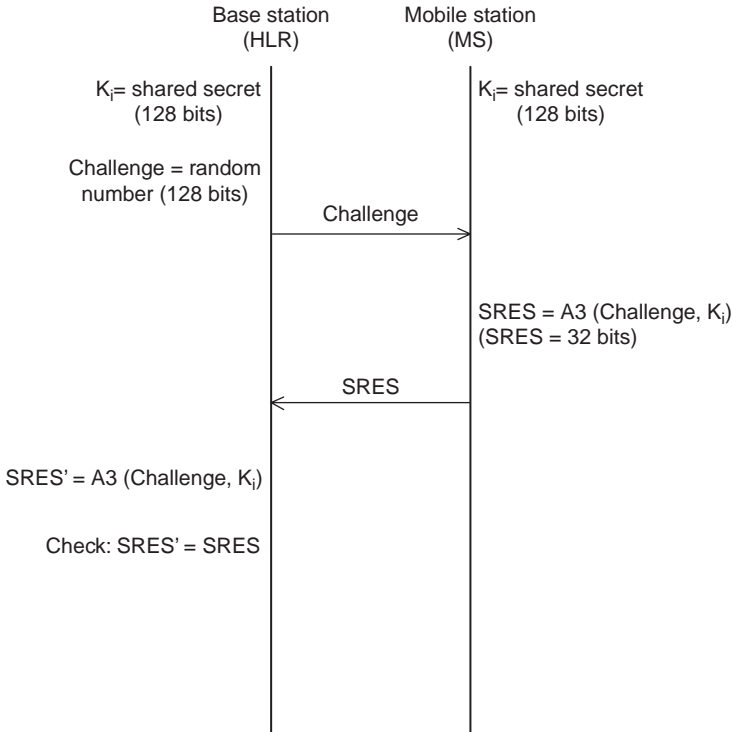 Base station
(HLR)
Mobile station
(MS)
Kᵢ= shared secret
(128 bits)
Kᵢ= shared secret
(128 bits)
Challenge = random
number (128 bits)
Challenge
SRES = A3 (Challenge, Kᵢ)
(SRES = 32 bits)
SRES
SRES’ = A3 (Challenge, Kᵢ)
Check: SRES’ = SRES